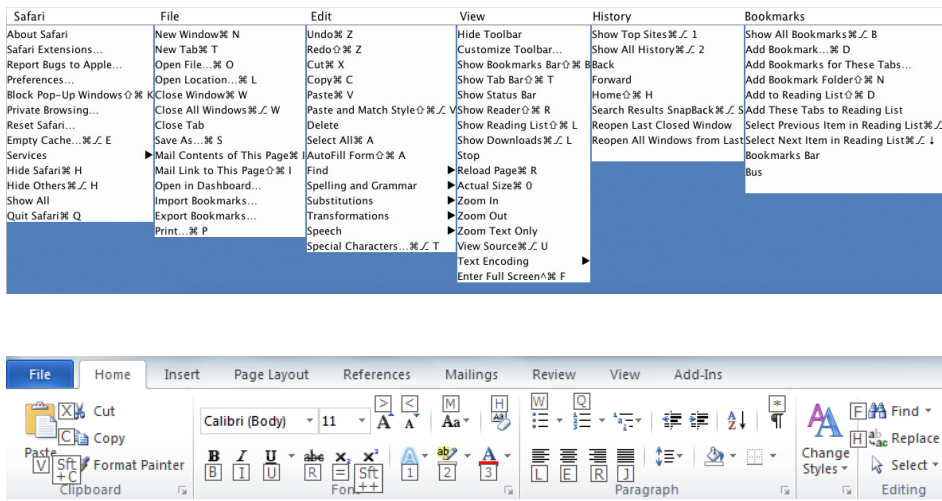 Safari File Edit View History Bookmarks
About Safari
Safari Extensions...
Report Bugs to Apple...
Preferences...
Block Pop-Up Windows⇧⌘ K
Private Browsing...
Reset Safari...
Empty Cache...⌘⌥ E
Services ▶
Hide Safari⌘ H
Hide Others⌘⌥ H
Show All
Quit Safari⌘ Q
New Window⌘ N
New Tab⌘ T
Open File...⌘ O
Open Location...⌘ L
Close Window⌘ W
Close All Windows⌘⌥ W
Close Tab
Save As...⌘ S
Mail Contents of This Page⌘ I
Mail Link to This Page⇧⌘ I
Open in Dashboard...
Import Bookmarks...
Export Bookmarks...
Print...⌘ P
Undo⌘ Z
Redo⇧⌘ Z
Cut⌘ X
Copy⌘ C
Paste⌘ V
Paste and Match Style⇧⌘⌥ V
Delete
Select All⌘ A
AutoFill Form⇧⌘ A
Find ▶
Spelling and Grammar ▶
Substitutions ▶
Transformations ▶
Speech ▶
Special Characters...⌘⌥ T
Hide Toolbar
Customize Toolbar...
Show Bookmarks Bar⇧⌘ B
Show Tab Bar⇧⌘ T
Show Status Bar
Show Reader⇧⌘ R
Show Reading List⇧⌘ L
Show Downloads⌘⌥ L
Stop
Reload Page⌘ R
Actual Size⌘ 0
Zoom In
Zoom Out
Zoom Text Only
View Source⌘⌥ U
Text Encoding ▶
Enter Full Screen^⌘ F
Show Top Sites⌘⌥ 1
Show All History⌘⌥ 2
Back
Forward
Home⇧⌘ H
Search Results SnapBack⌘⌥ S
Reopen Last Closed Window
Reopen All Windows from Last
Show All Bookmarks⌘⌥ B
Add Bookmark...⌘ D
Add Bookmarks for These Tabs...
Add Bookmark Folder⇧⌘ N
Add to Reading List⇧⌘ D
Add These Tabs to Reading List
Select Previous Item in Reading List⌘⌥
Select Next Item in Reading List⌘⌥ ↓
Bookmarks Bar
Bus
File Home Insert Page Layout References Mailings Review View Add-Ins
X Cut
C Copy
Paste V
Sft +C Format Painter
Clipboard
Calibri (Body) 11 > A < A M Aa H Aa
B I U abc x₂ x² A ab A
B I U R = Sft ++ 1 2 3
Font
W Q * A Z ¶
L E R J
Paragraph
A A Change Styles
F Find
H ab ac Replace
Select
Editing